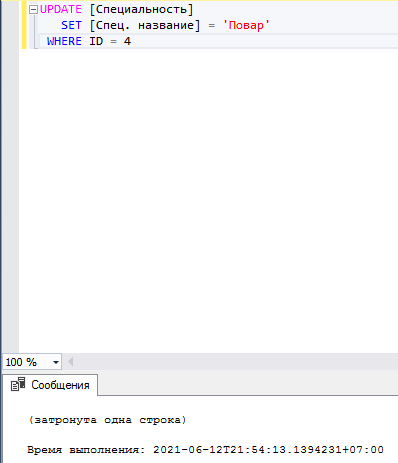 UPDATE [Специальность]
SET [Спец. название] = 'Повар'
WHERE ID = 4
100 %
Сообщения
(затронута одна строка)
Время выполнения: 2021-06-12T21:54:13.1394231+07:00